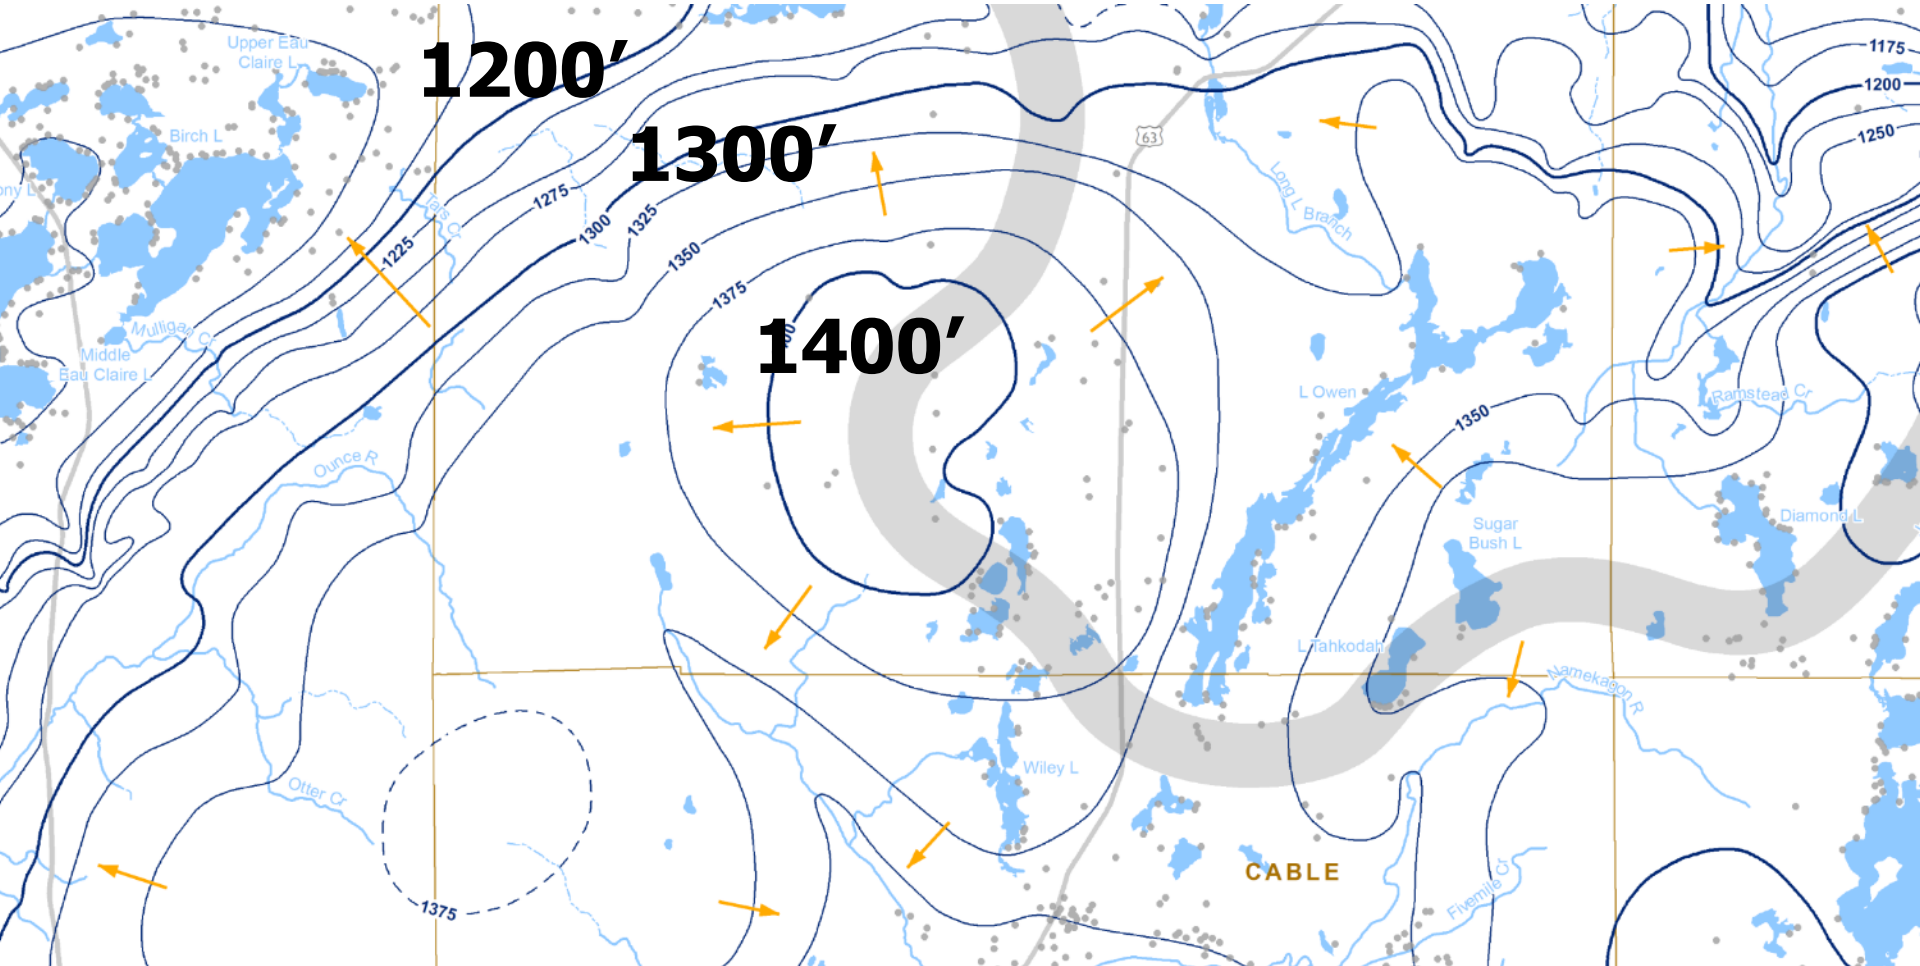 Upper Eau
Claire L
1200′
1175
1200
1250
Birch L
1300′
63
1275
Tars Cr
1300
1325
1225
1350
Long L Branch
1375
Mulligan Cr
Middle
Eau Claire L
1400′
L Owen
Ramstead Cr
1350
Ounce R
Sugar
Bush L
Diamond L
L Tahkodah
Namekagon R
Wiley L
Otter Cr
CABLE
Fivemile Cr
1375